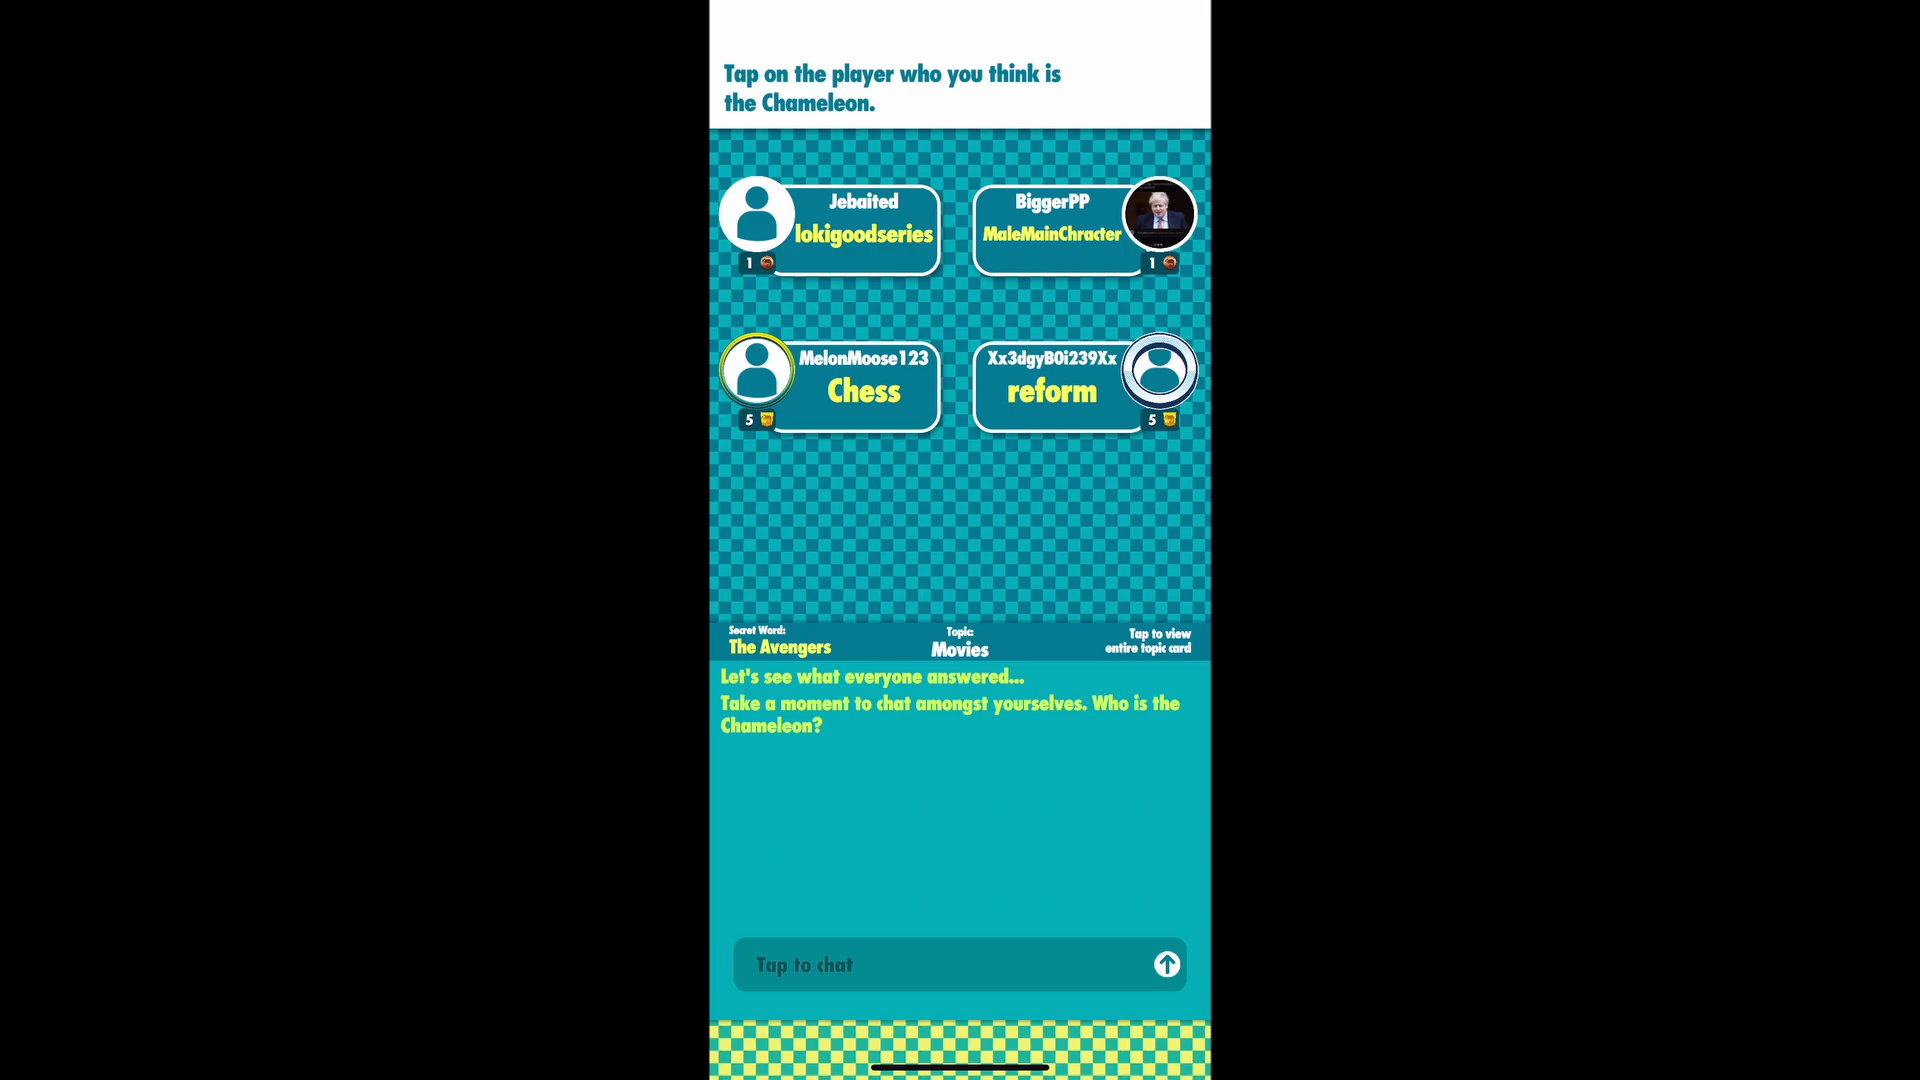 Tap on the player who you think is
the Chameleon.
Jebaited
lokigoodseries
1
BiggerPP
MaleMainChracter
1
MelonMoose123
Chess
5
Xx3dgyB0i239Xx
reform
5
Secret Word:
The Avengers
Topic:
Movies
Tap to view
entire topic card
Let's see what everyone answered...
Take a moment to chat amongst yourselves. Who is the
Chameleon?
Tap to chat